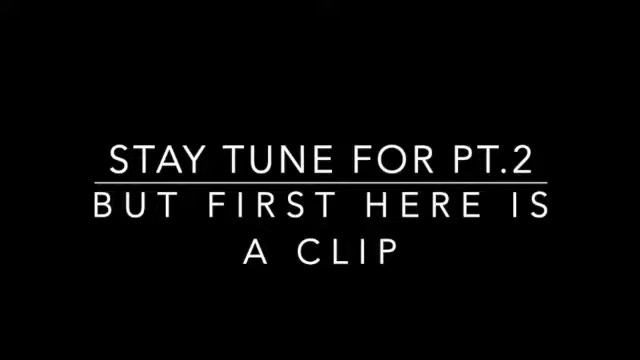 STAY TUNE FOR PT.2
BUT FIRST HERE IS
A CLIP